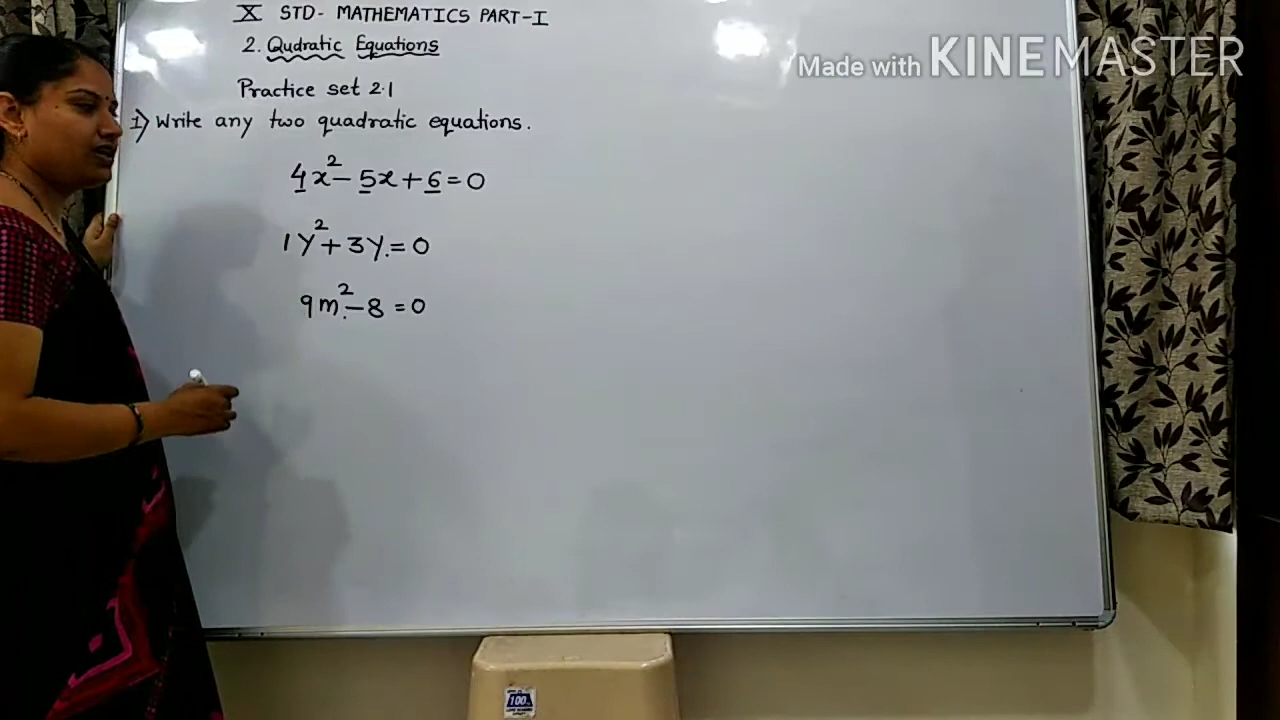 X STD- MATHEMATICS PART-I
Made with KINEMASTER
2. Qudratic Equations
Practice set 2.1
1) Write any two quadratic equations.
4x² - 5x + 6 = 0
1y² + 3y = 0
9m² - 8 = 0
100